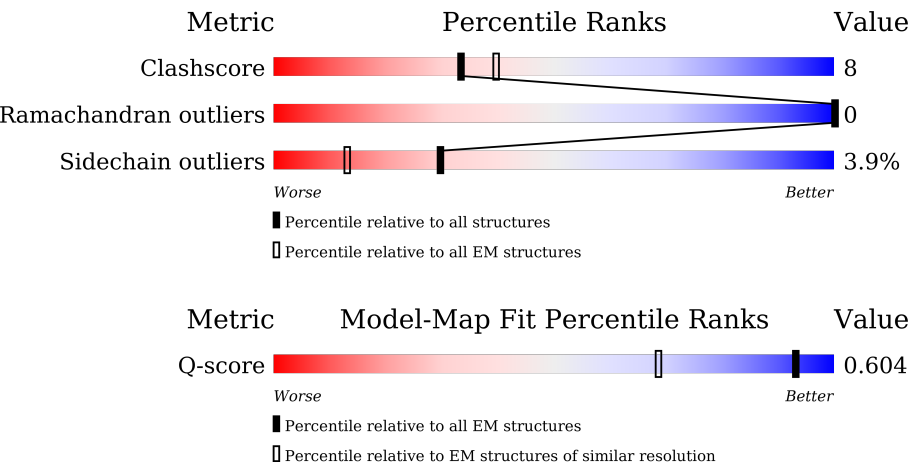 Metric Percentile Ranks Value
Clashscore 8
Ramachandran outliers 0
Sidechain outliers 3.9%
Worse Better
Percentile relative to all structures
Percentile relative to all EM structures
Metric Model-Map Fit Percentile Ranks Value
Q-score 0.604
Worse Better
Percentile relative to all EM structures
Percentile relative to EM structures of similar resolution